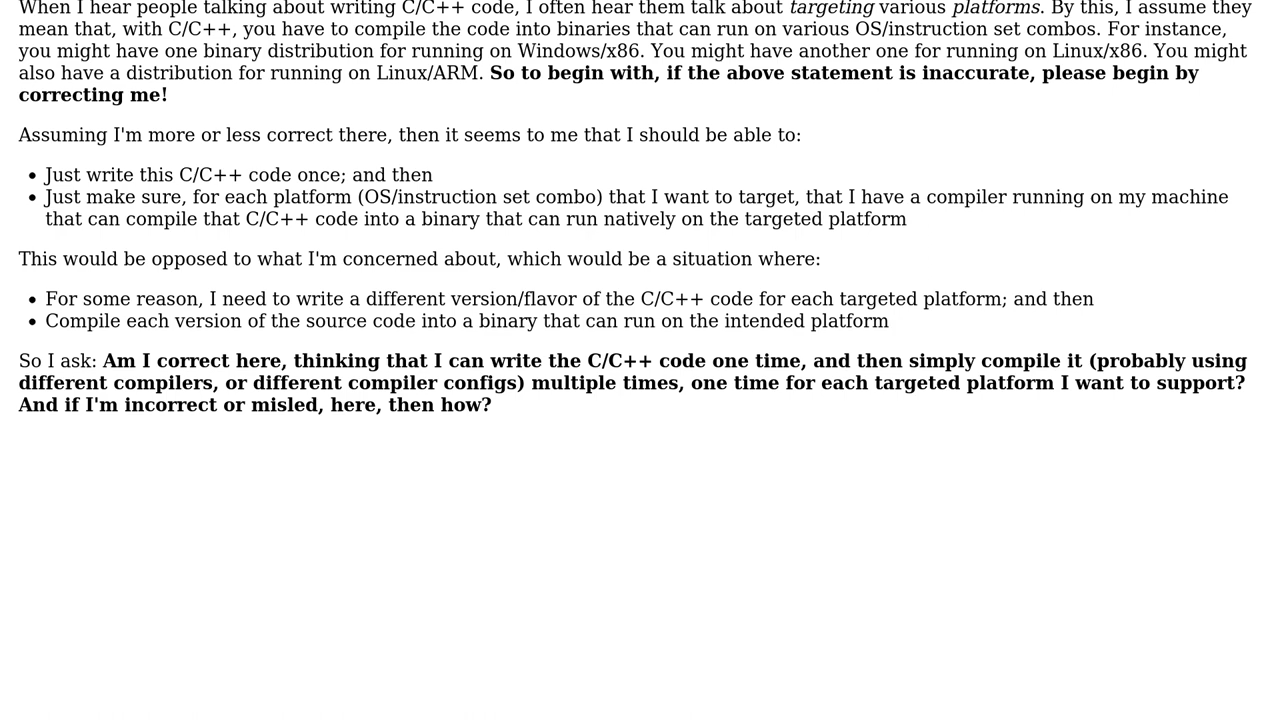 When I hear people talking about writing C/C++ code, I often hear them talk about targeting various platforms. By this, I assume they
mean that, with C/C++, you have to compile the code into binaries that can run on various OS/instruction set combos. For instance,
you might have one binary distribution for running on Windows/x86. You might have another one for running on Linux/x86. You might
also have a distribution for running on Linux/ARM. So to begin with, if the above statement is inaccurate, please begin by
correcting me!
Assuming I'm more or less correct there, then it seems to me that I should be able to:
• Just write this C/C++ code once; and then
• Just make sure, for each platform (OS/instruction set combo) that I want to target, that I have a compiler running on my machine
that can compile that C/C++ code into a binary that can run natively on the targeted platform
This would be opposed to what I'm concerned about, which would be a situation where:
• For some reason, I need to write a different version/flavor of the C/C++ code for each targeted platform; and then
• Compile each version of the source code into a binary that can run on the intended platform
So I ask: Am I correct here, thinking that I can write the C/C++ code one time, and then simply compile it (probably using
different compilers, or different compiler configs) multiple times, one time for each targeted platform I want to support?
And if I'm incorrect or misled, here, then how?